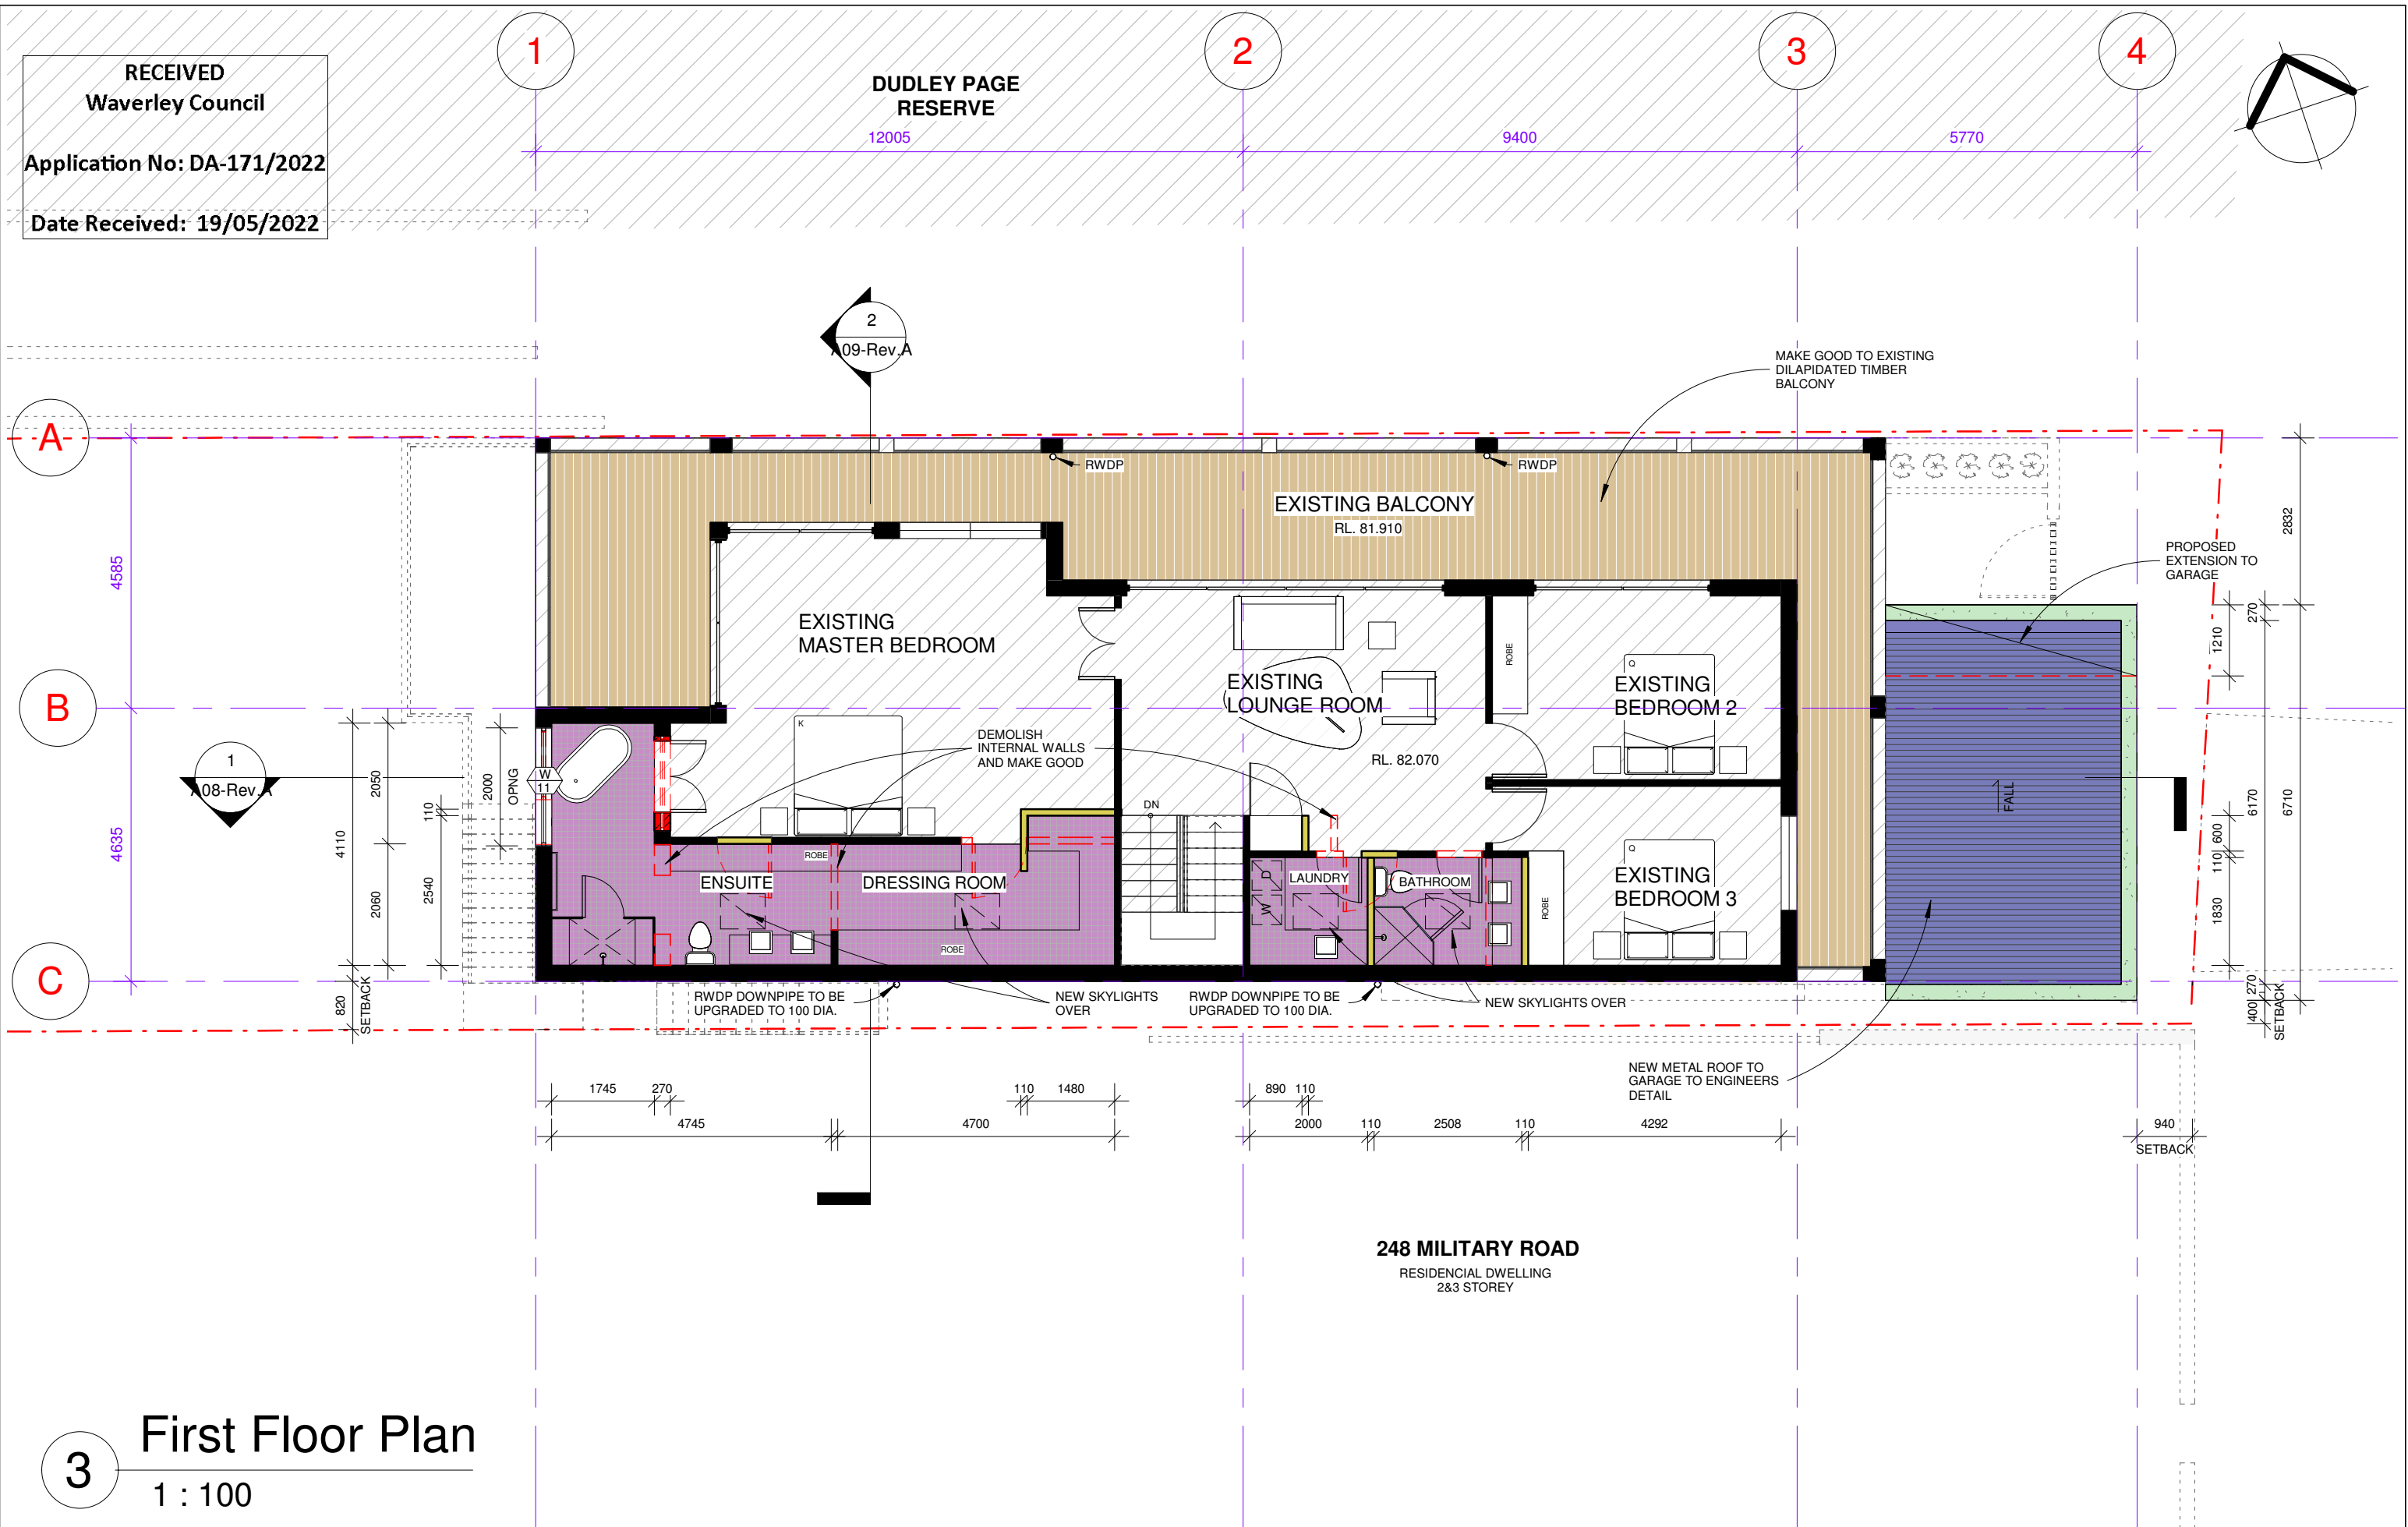 1
2
3
4
RECEIVED
Waverley Council
Application No: DA-171/2022
Date Received: 19/05/2022
DUDLEY PAGE
RESERVE
12005
9400
5770
2
A09-Rev.A
MAKE GOOD TO EXISTING
DILAPIDATED TIMBER
BALCONY
A
RWDP
RWDP
EXISTING BALCONY
RL. 81.910
2832
4585
PROPOSED
EXTENSION TO
GARAGE
270
1210
EXISTING
MASTER BEDROOM
ROBE
EXISTING
LOUNGE ROOM
Q
EXISTING
BEDROOM 2
B
K
DEMOLISH
INTERNAL WALLS
AND MAKE GOOD
RL. 82.070
1
A08-Rev.A
2050
2000
OPNG
W
11
110
DN
FALL
6170
6710
600
110
1830
4635
4110
2060
2540
ROBE
ENSUITE
DRESSING ROOM
ROBE
D
W
LAUNDRY
BATHROOM
ROBE
Q
EXISTING
BEDROOM 3
C
820
SETBACK
RWDP DOWNPIPE TO BE
UPGRADED TO 100 DIA.
NEW SKYLIGHTS
OVER
RWDP DOWNPIPE TO BE
UPGRADED TO 100 DIA.
NEW SKYLIGHTS OVER
270
400
SETBACK
NEW METAL ROOF TO
GARAGE TO ENGINEERS
DETAIL
1745
270
110
1480
890
110
4745
4700
2000
110
2508
110
4292
940
SETBACK
248 MILITARY ROAD
RESIDENCIAL DWELLING
2&3 STOREY
3
First Floor Plan
1 : 100